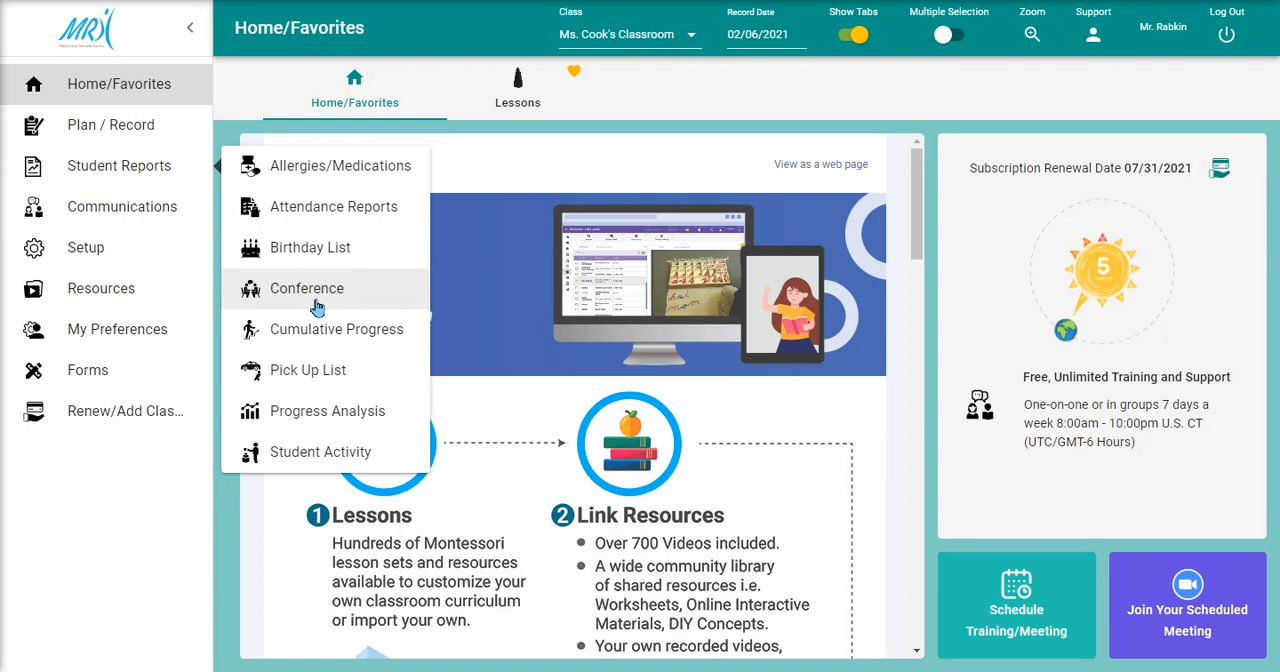 MRX
Home/Favorites
Class
Ms. Cook's Classroom
Record Date
02/06/2021
Show Tabs
Multiple Selection
Zoom
Support
Mr. Rabkin
Log Out
Home/Favorites
Plan / Record
Student Reports
Communications
Setup
Resources
My Preferences
Forms
Renew/Add Clas...
Home/Favorites
Lessons
Allergies/Medications
Attendance Reports
Birthday List
Conference
Cumulative Progress
Pick Up List
Progress Analysis
Student Activity
View as a web page
1 Lessons
Hundreds of Montessori
lesson sets and resources
available to customize your
own classroom curriculum
or import your own.
2 Link Resources
Over 700 Videos included.
A wide community library
of shared resources i.e.
Worksheets, Online Interactive
Materials, DIY Concepts.
Your own recorded videos,
Subscription Renewal Date 07/31/2021
5
Free, Unlimited Training and Support
One-on-one or in groups 7 days a
week 8:00am - 10:00pm U.S. CT
(UTC/GMT-6 Hours)
Schedule
Training/Meeting
Join Your Scheduled
Meeting